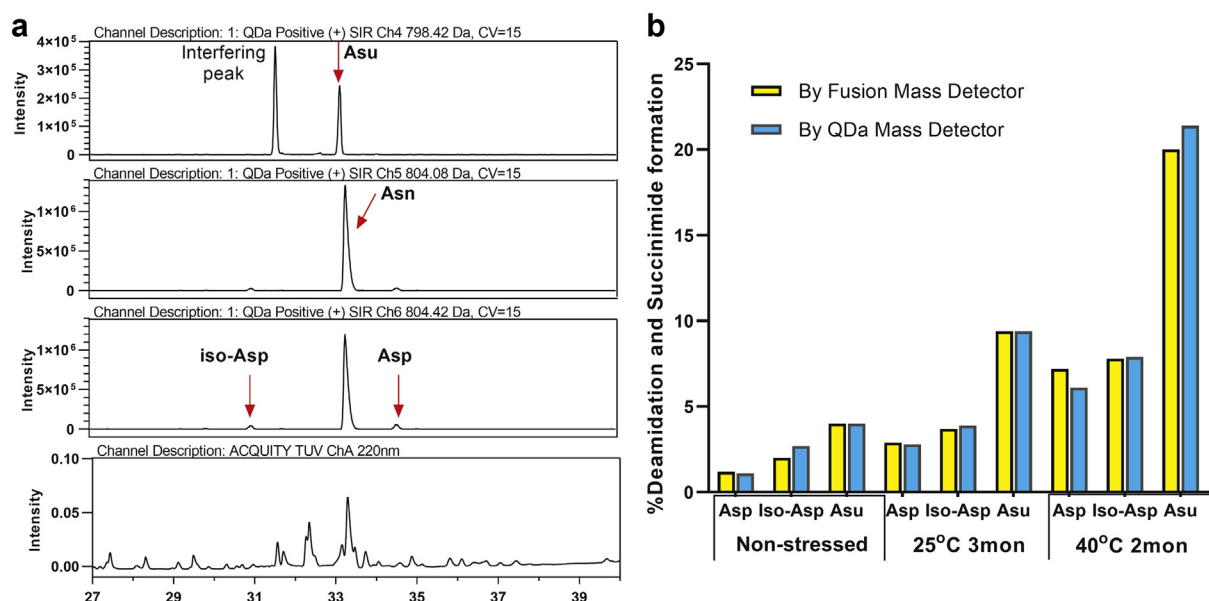 a
Channel Description: 1: QDa Positive (+) SIR Ch4 798.42 Da, CV=15
4×10⁵
3×10⁵
2×10⁵
1×10⁵
0
Intensity
Interfering
peak
Asu
Channel Description: 1: QDa Positive (+) SIR Ch5 804.08 Da, CV=15
1×10⁶
5×10⁵
0
Intensity
Asn
Channel Description: 1: QDa Positive (+) SIR Ch6 804.42 Da, CV=15
1×10⁶
5×10⁵
0
Intensity
iso-Asp
Asp
Channel Description: ACQUITY TUV ChA 220nm
0.10
0.05
0.00
Intensity
27 29 31 33 35 37 39
b
%Deamidation and Succinimide formation
25
20
15
10
5
0
By Fusion Mass Detector
By QDa Mass Detector
Asp Iso-Asp Asu Asp Iso-Asp Asu Asp Iso-Asp Asu
Non-stressed 25°C 3mon 40°C 2mon